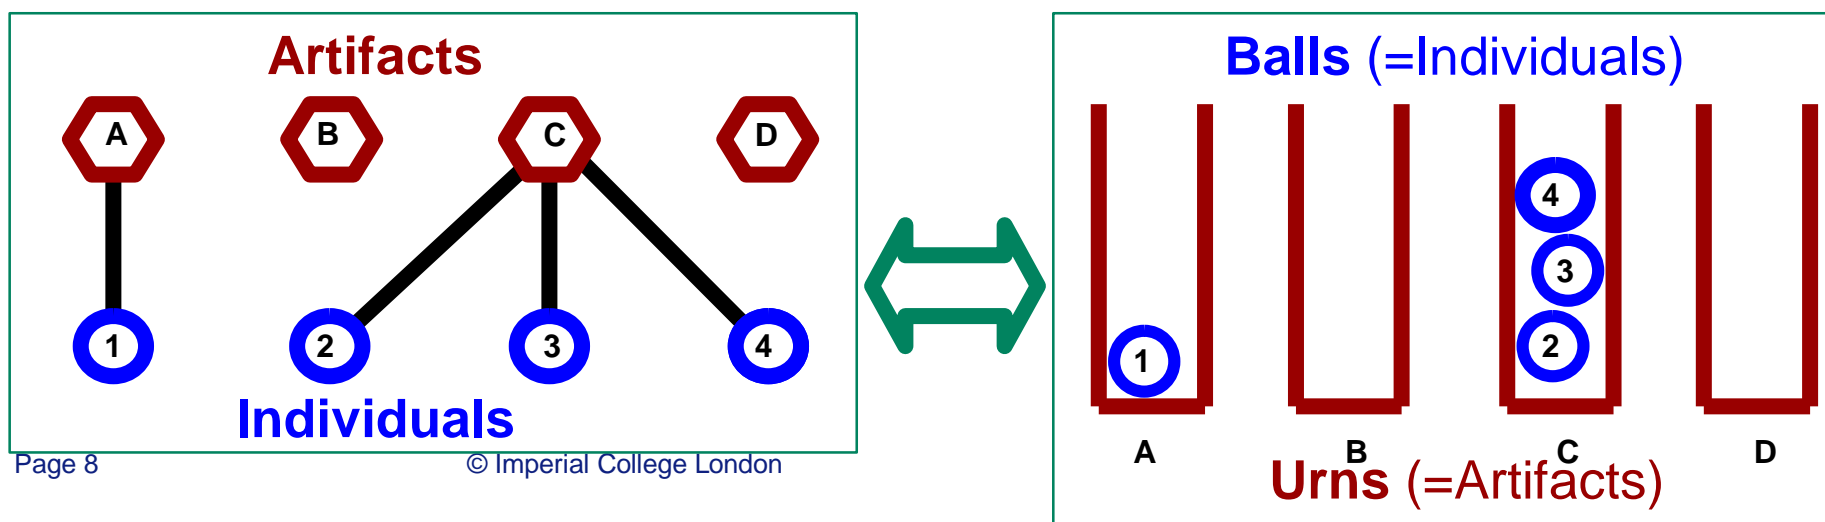 Artifacts
A B C D
1 2 3 4
Individuals
Page 8 © Imperial College London
Balls (=Individuals)
4
3
2
1
A B C D
Urns (=Artifacts)